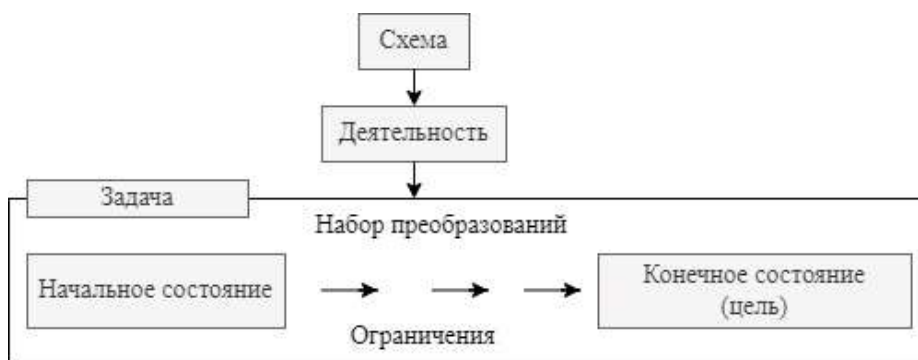 Схема
Деятельность
Задача
Набор преобразований
Начальное состояние
Конечное состояние
(цель)
Ограничения